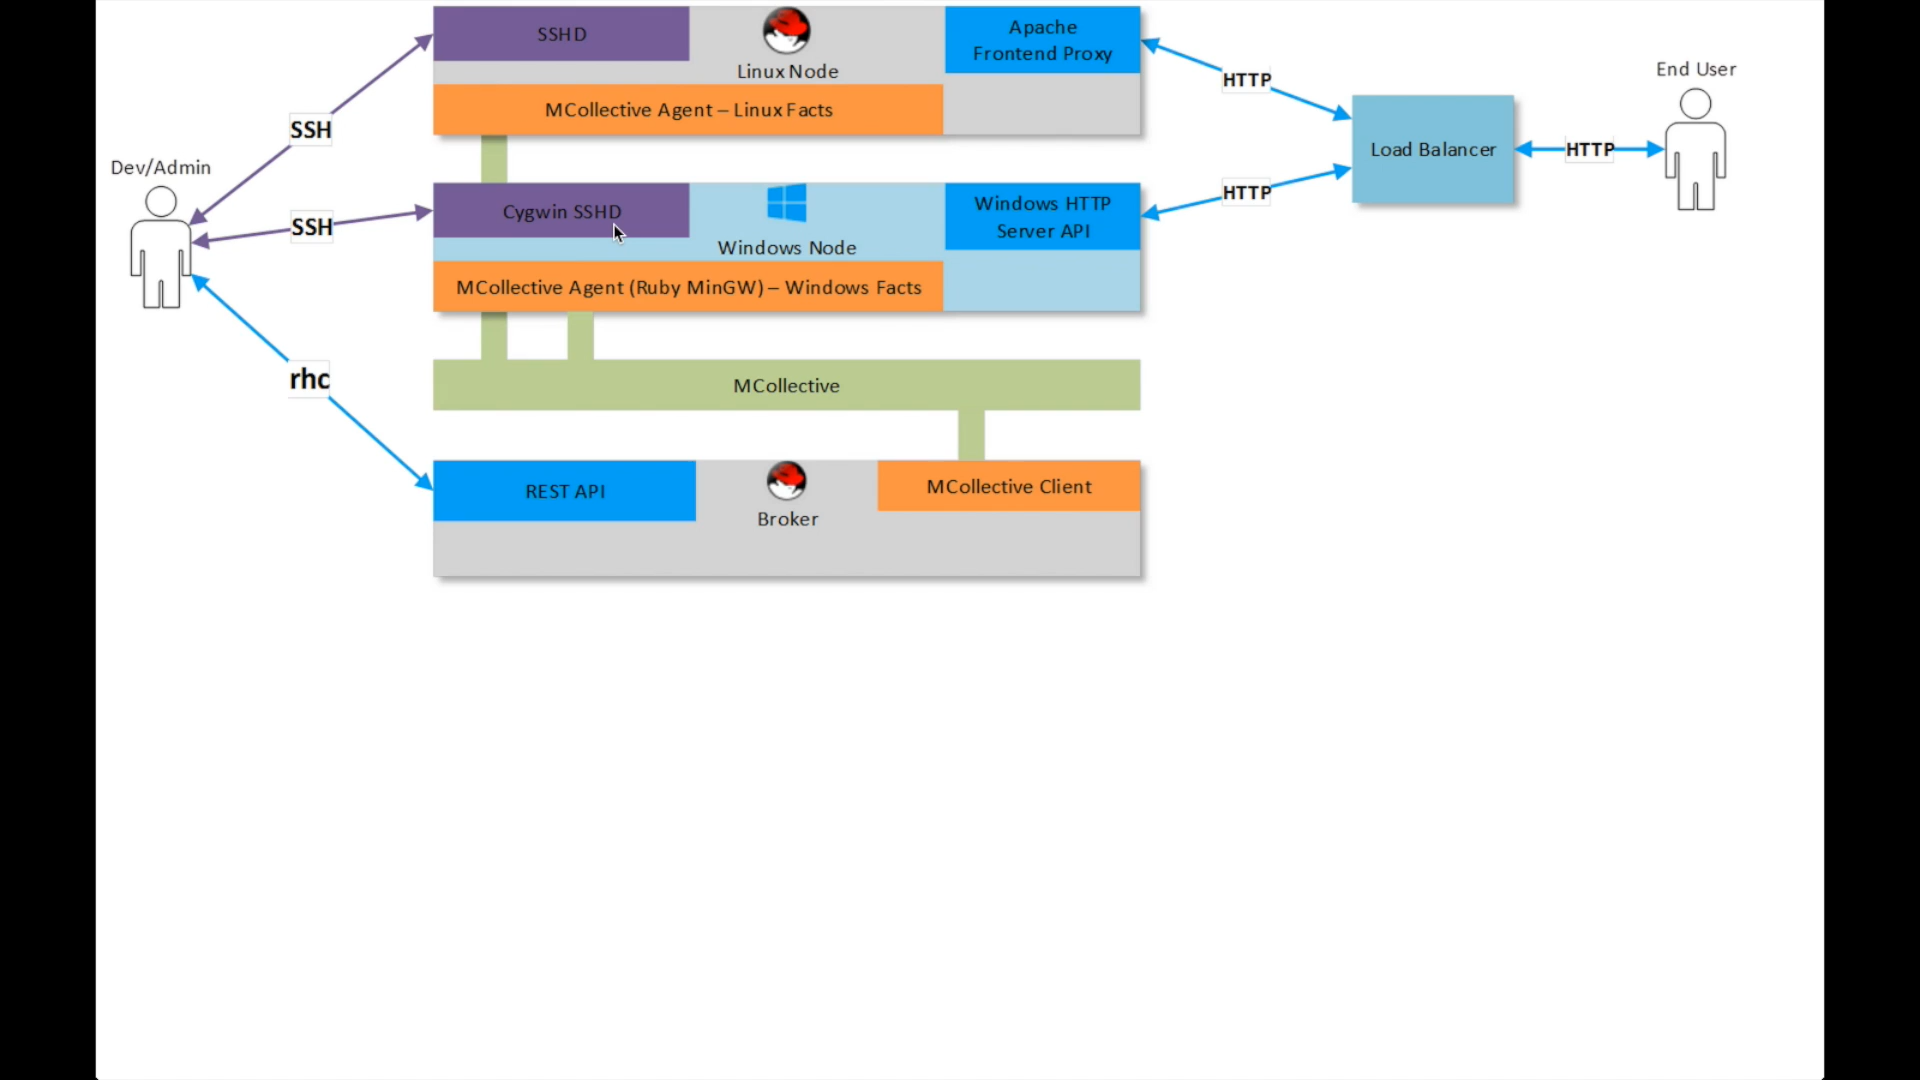 SSHD
Linux Node
Apache
Frontend Proxy
MCollective Agent – Linux Facts
HTTP
End User
SSH
Dev/Admin
Load Balancer
HTTP
Cygwin SSHD
Windows Node
Windows HTTP
Server API
HTTP
SSH
MCollective Agent (Ruby MinGW) – Windows Facts
rhc
MCollective
REST API
Broker
MCollective Client